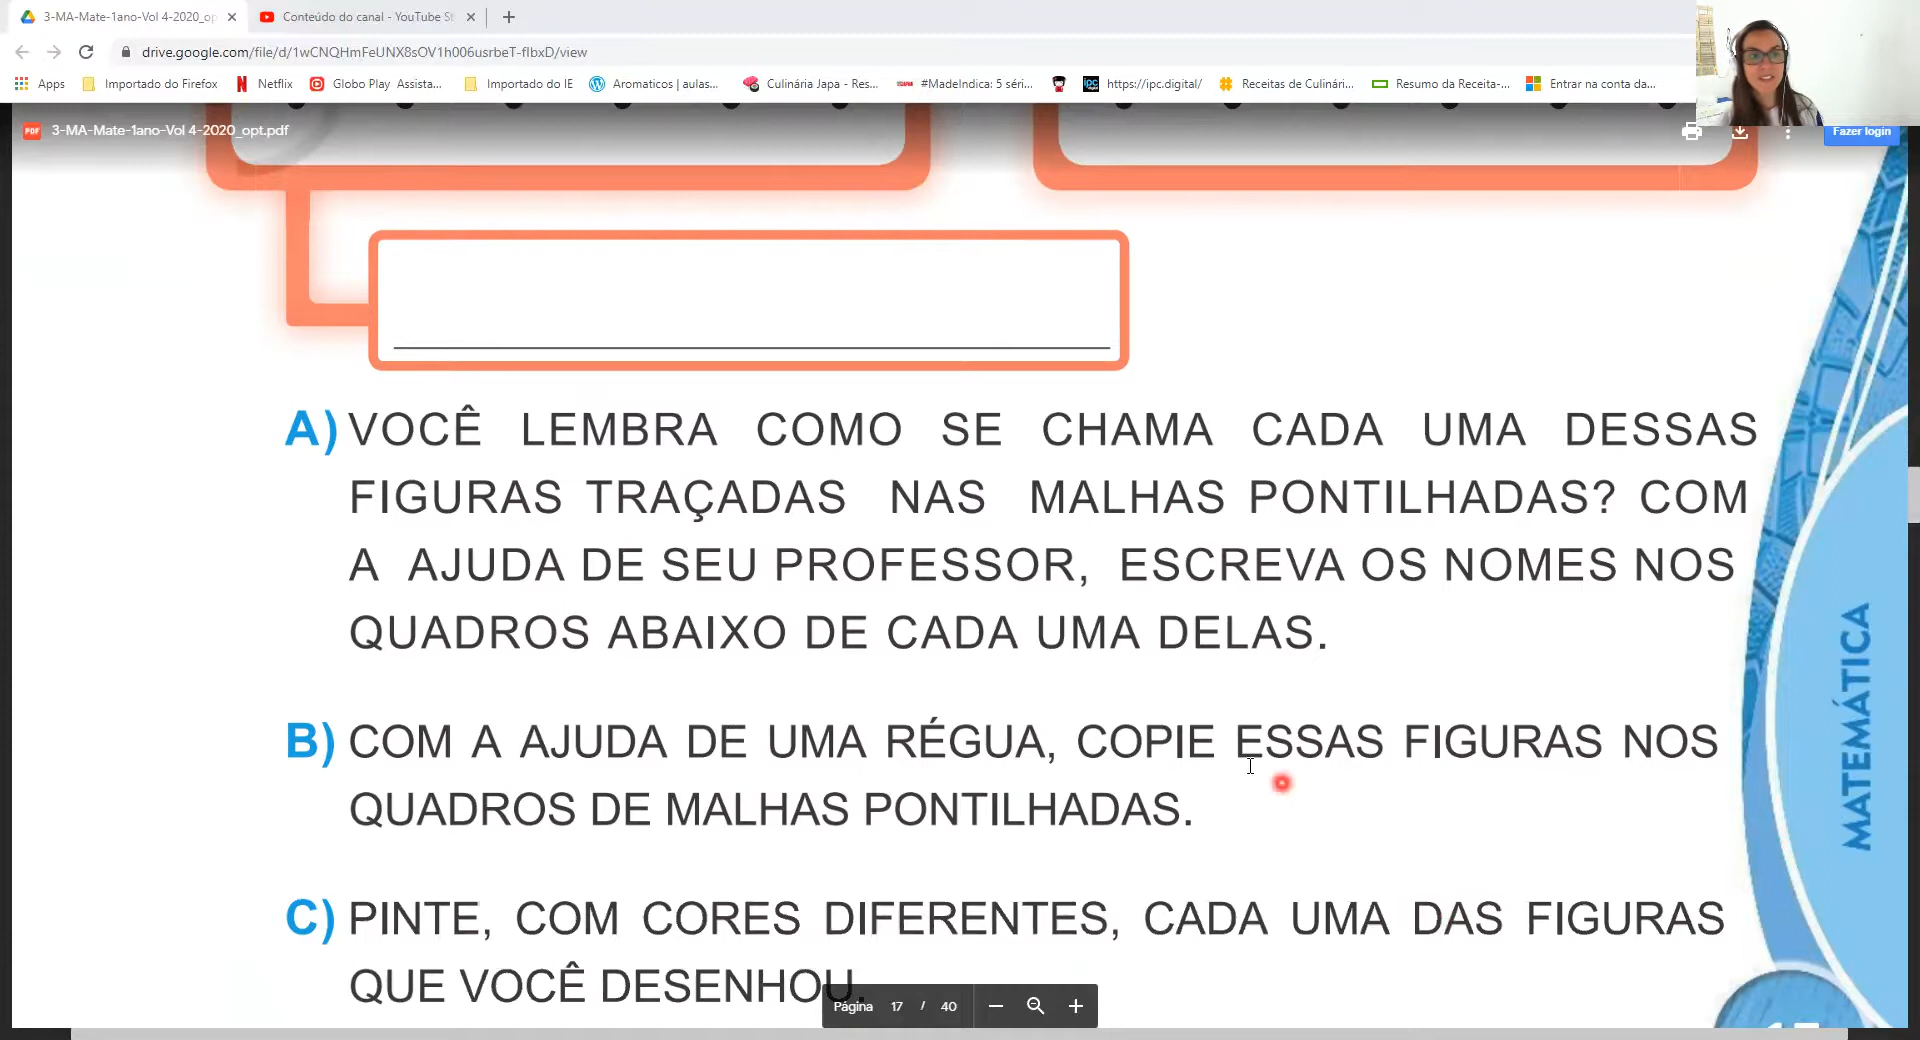 3-MA-Mate-1ano-Vol 4-2020_op
Conteúdo do canal - YouTube St
drive.google.com/file/d/1wCNQHmFeUNX8sOV1h006usrbeT-flbxD/view
Apps
Importado do Firefox
Netflix
Globo Play Assista...
Importado do IE
Aromaticos | aulas...
Culinária Japa - Res...
#MadeIndica: 5 séri...
https://ipc.digital/
Receitas de Culinári...
Resumo da Receita-...
Entrar na conta da...
PDF
3-MA-Mate-1ano-Vol 4-2020_opt.pdf
Fazer login
A) VOCÊ LEMBRA COMO SE CHAMA CADA UMA DESSAS
FIGURAS TRAÇADAS NAS MALHAS PONTILHADAS? COM
A AJUDA DE SEU PROFESSOR, ESCREVA OS NOMES NOS
QUADROS ABAIXO DE CADA UMA DELAS.
B) COM A AJUDA DE UMA RÉGUA, COPIE ESSAS FIGURAS NOS
QUADROS DE MALHAS PONTILHADAS.
C) PINTE, COM CORES DIFERENTES, CADA UMA DAS FIGURAS
QUE VOCÊ DESENHOU.
MATEMÁTICA
Página 17 / 40